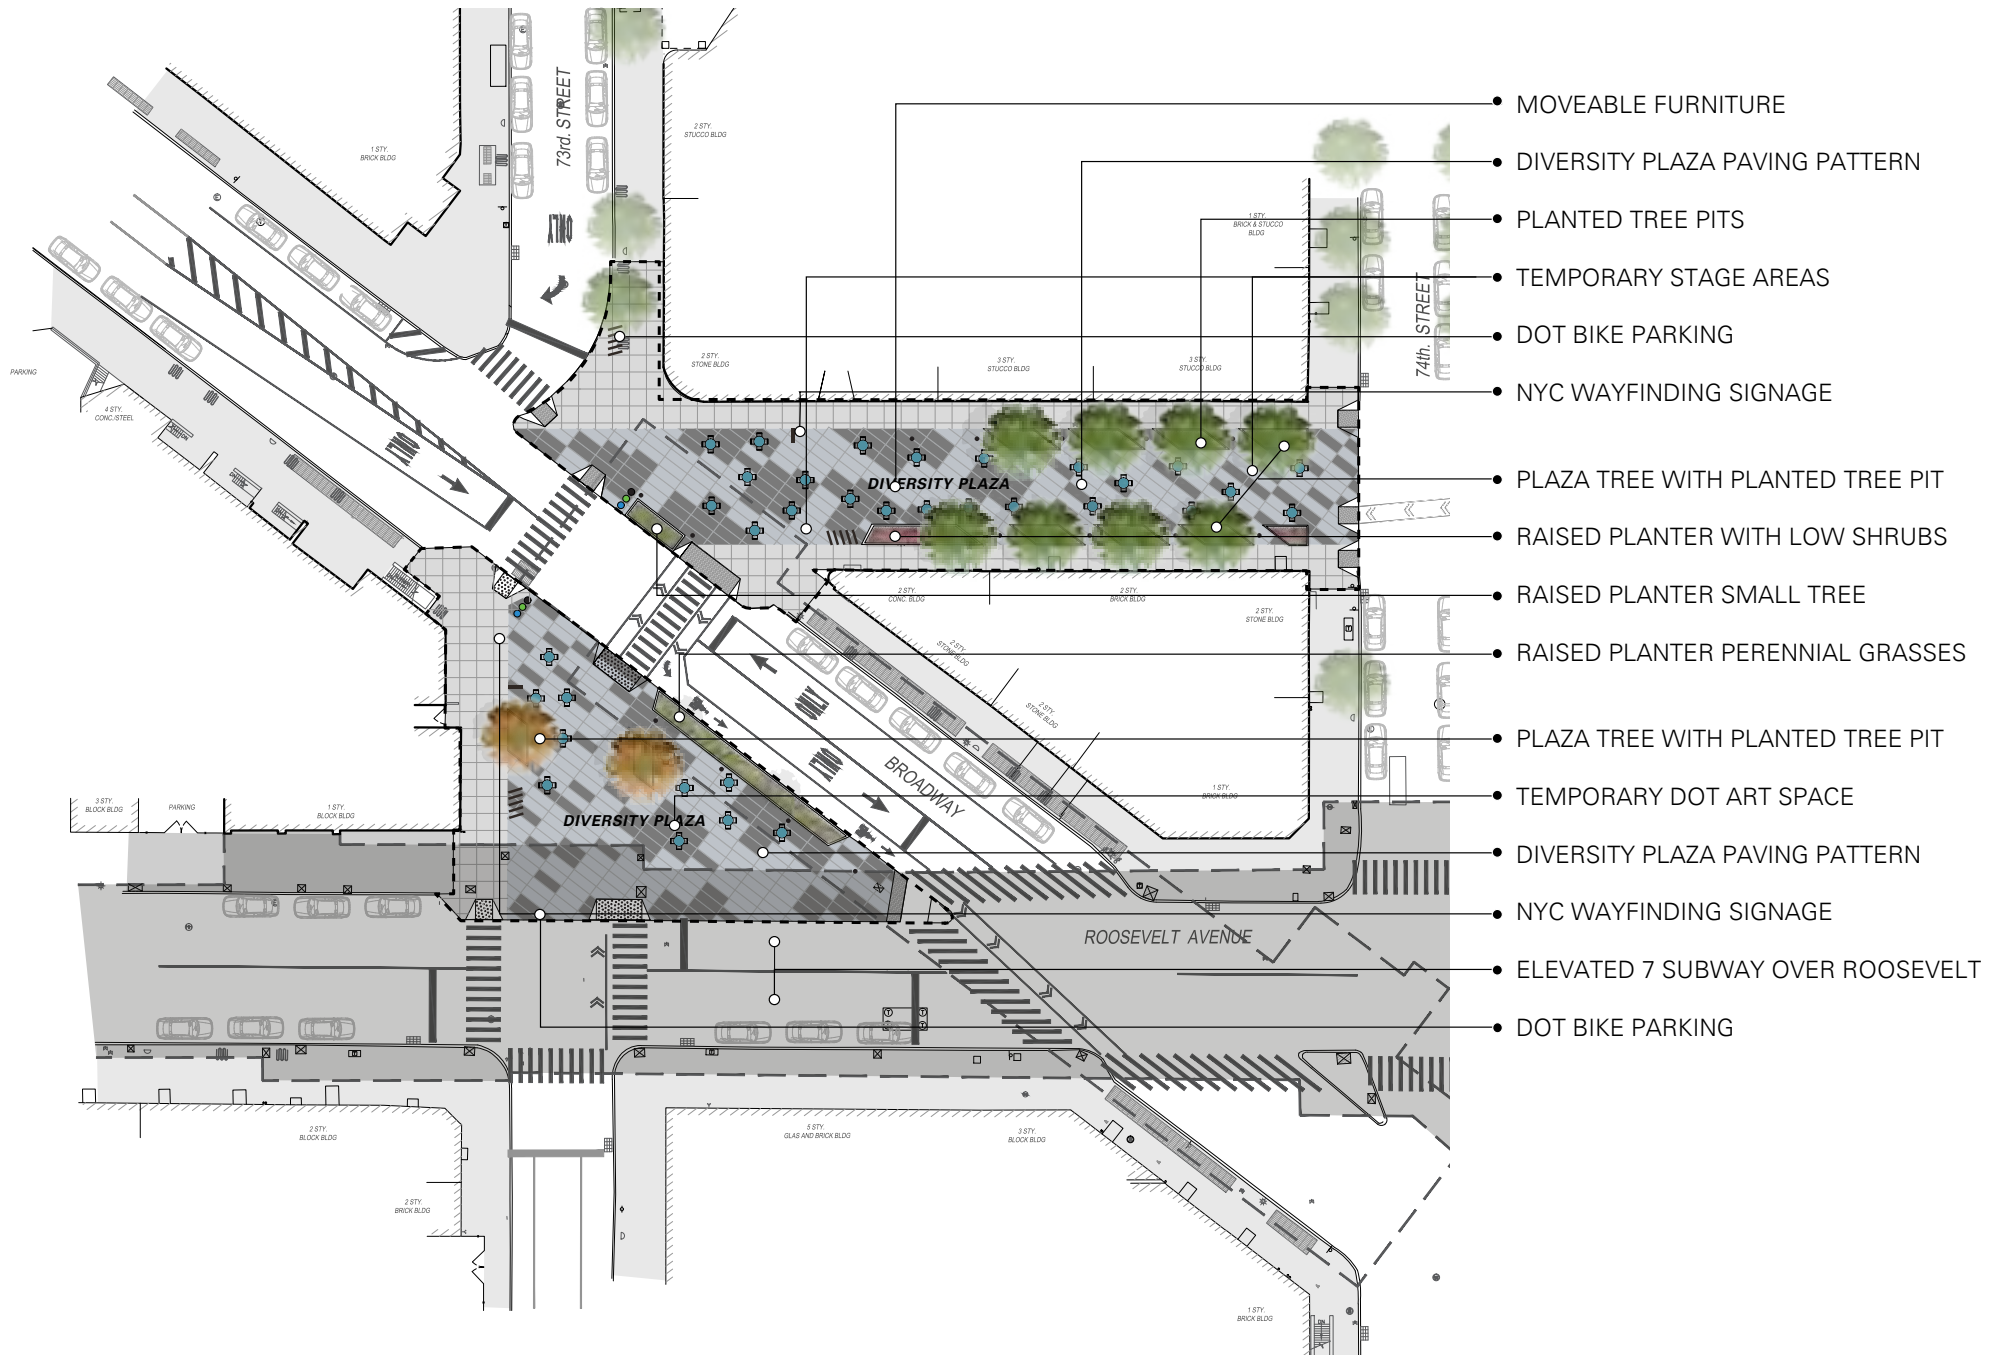 MOVEABLE FURNITURE
DIVERSITY PLAZA PAVING PATTERN
PLANTED TREE PITS
TEMPORARY STAGE AREAS
DOT BIKE PARKING
NYC WAYFINDING SIGNAGE
PLAZA TREE WITH PLANTED TREE PIT
RAISED PLANTER WITH LOW SHRUBS
RAISED PLANTER SMALL TREE
RAISED PLANTER PERENNIAL GRASSES
PLAZA TREE WITH PLANTED TREE PIT
TEMPORARY DOT ART SPACE
DIVERSITY PLAZA PAVING PATTERN
NYC WAYFINDING SIGNAGE
ELEVATED 7 SUBWAY OVER ROOSEVELT
DOT BIKE PARKING
73rd. STREET
74th. STREET
1 STY.
BRICK BLDG
2 STY.
STUCCO BLDG
1 STY.
BRICK & STUCCO
BLDG
ONLY
2 STY.
STONE BLDG
3 STY.
STUCCO BLDG
3 STY.
STUCCO BLDG
PARKING
4 STY.
CONC./STEEL
DIVERSITY PLAZA
2 STY.
CONC. BLDG
2 STY.
BRICK BLDG
2 STY.
STONE BLDG
2 STY.
STONE BLDG
2 STY.
STONE BLDG
ONLY
ONLY
BROADWAY
1 STY.
BRICK BLDG
3 STY.
BLOCK BLDG
PARKING
1 STY.
BLOCK BLDG
DIVERSITY PLAZA
ROOSEVELT AVENUE
2 STY.
BLOCK BLDG
5 STY.
GLAS AND BRICK BLDG
3 STY.
BLOCK BLDG
2 STY.
BRICK BLDG
1 STY.
BRICK BLDG
DN